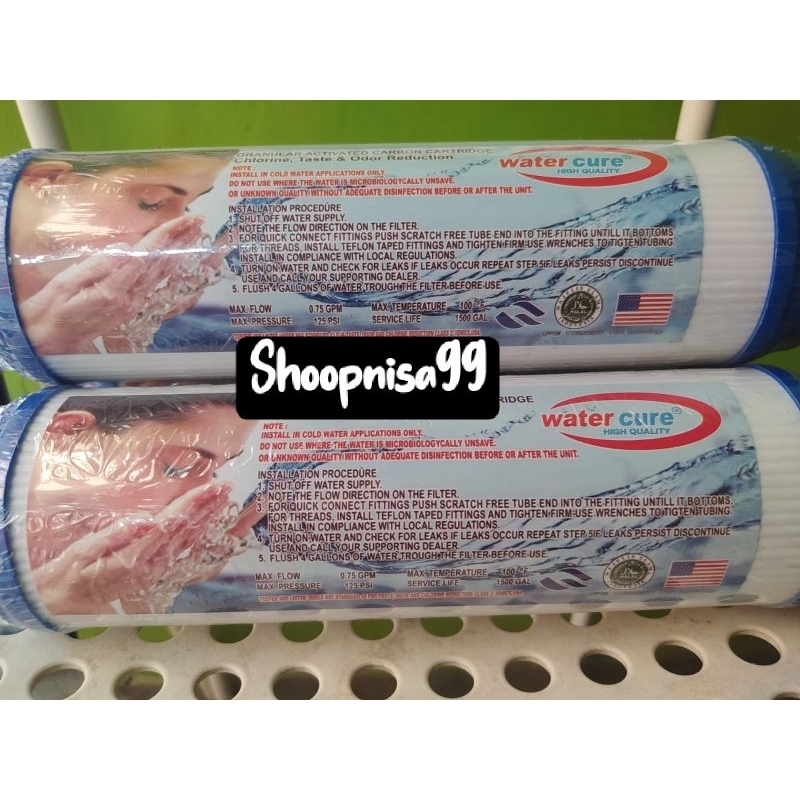 GRANULAR ACTIVATED CARBON CARTRIDGE
Chlorine, Taste & Odor Reduction
water cure®
HIGH QUALITY
NOTE :
INSTALL IN COLD WATER APPLICATIONS ONLY.
DO NOT USE WHERE THE WATER IS MICROBIOLOGYCALLY UNSAVE.
OR UNKNOWN QUALITY WITHOUT ADEQUATE DISINFECTION BEFORE OR AFTER THE UNIT.
INSTALLATION PROCEDURE
1. SHUT OFF WATER SUPPLY.
2. NOTE THE FLOW DIRECTION ON THE FILTER.
3. FOR QUICK CONNECT FITTINGS PUSH SCRATCH FREE TUBE END INTO THE FITTING UNTILL IT BOTTOMS.
FOR THREADS, INSTALL TEFLON TAPED FITTINGS AND TIGHTEN FIRM-USE WRENCHES TO TIGTEN TUBING.
INSTALL IN COMPLIANCE WITH LOCAL REGULATIONS.
4. TURN ON WATER AND CHECK FOR LEAKS IF LEAKS OCCUR REPEAT STEP 5IF LEAKS PERSIST DISCONTINUE
USE AND CALL YOUR SUPPORTING DEALER.
5. FLUSH 4 GALLONS OF WATER TROUGH THE FILTER BEFORE USE.
MAX. FLOW 0.75 GPM MAX. TEMPERATURE 100 °F
MAX. PRESSURE 125 PSI SERVICE LIFE 1500 GAL
Shoopnisa99
RIDGE
water cure®
HIGH QUALITY
NOTE :
INSTALL IN COLD WATER APPLICATIONS ONLY.
DO NOT USE WHERE THE WATER IS MICROBIOLOGYCALLY UNSAVE.
OR UNKNOWN QUALITY WITHOUT ADEQUATE DISINFECTION BEFORE OR AFTER THE UNIT.
INSTALLATION PROCEDURE
1. SHUT OFF WATER SUPPLY.
2. NOTE THE FLOW DIRECTION ON THE FILTER.
3. FOR QUICK CONNECT FITTINGS PUSH SCRATCH FREE TUBE END INTO THE FITTING UNTILL IT BOTTOMS.
FOR THREADS, INSTALL TEFLON TAPED FITTINGS AND TIGHTEN FIRM-USE WRENCHES TO TIGTEN TUBING.
INSTALL IN COMPLIANCE WITH LOCAL REGULATIONS.
4. TURN ON WATER AND CHECK FOR LEAKS IF LEAKS OCCUR REPEAT STEP 5IF LEAKS PERSIST DISCONTINUE
USE AND CALL YOUR SUPPORTING DEALER.
5. FLUSH 4 GALLONS OF WATER TROUGH THE FILTER BEFORE USE.
MAX. FLOW 0.75 GPM MAX. TEMPERATURE 100 °F
MAX. PRESSURE 125 PSI SERVICE LIFE 1500 GAL